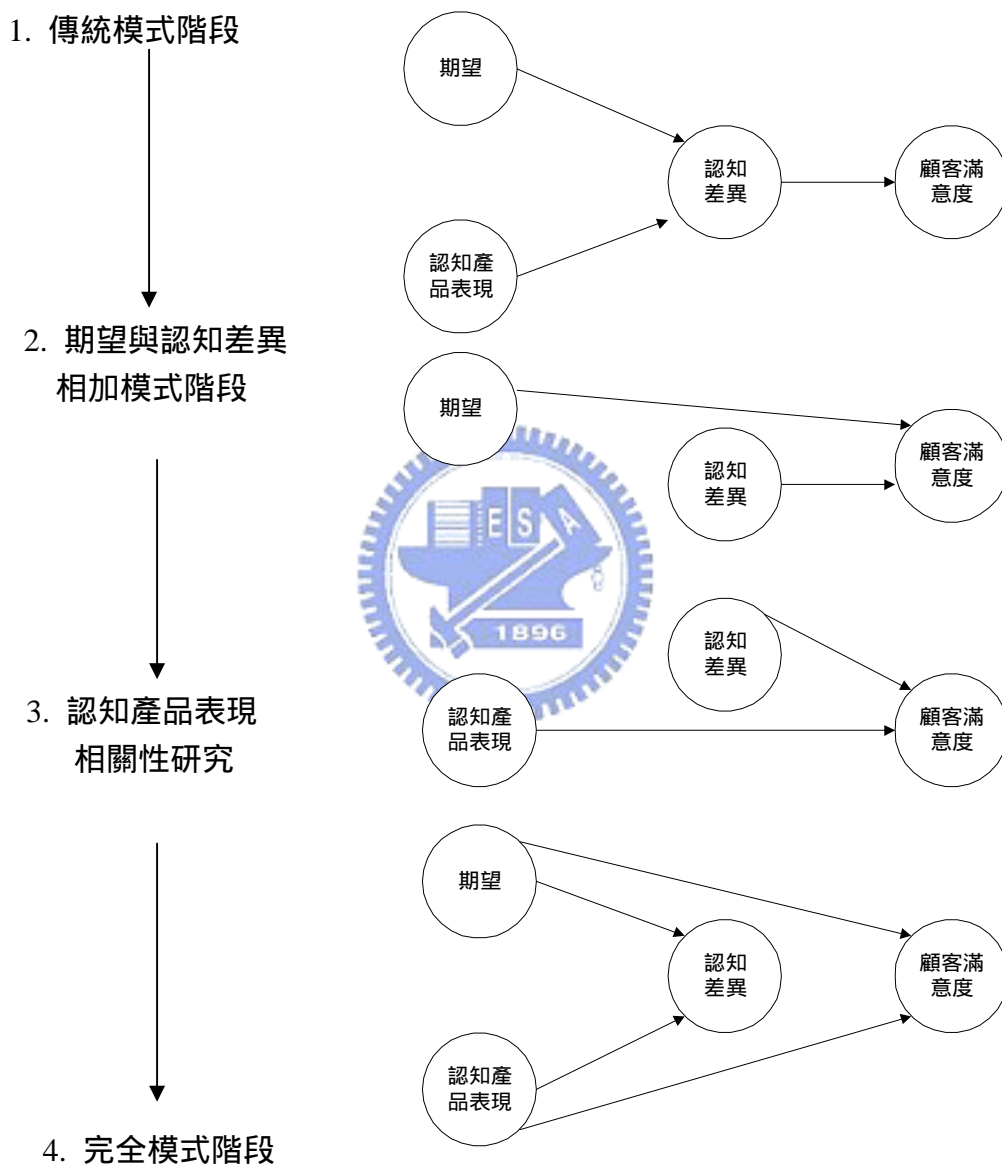 1. 傳統模式階段
期望
認知
差異
顧客滿
意度
認知產
品表現
2. 期望與認知差異
相加模式階段
期望
認知
差異
顧客滿
意度
ESA
1896
認知
差異
3. 認知產品表現
相關性研究
認知產
品表現
顧客滿
意度
期望
認知
差異
顧客滿
意度
認知產
品表現
4. 完全模式階段